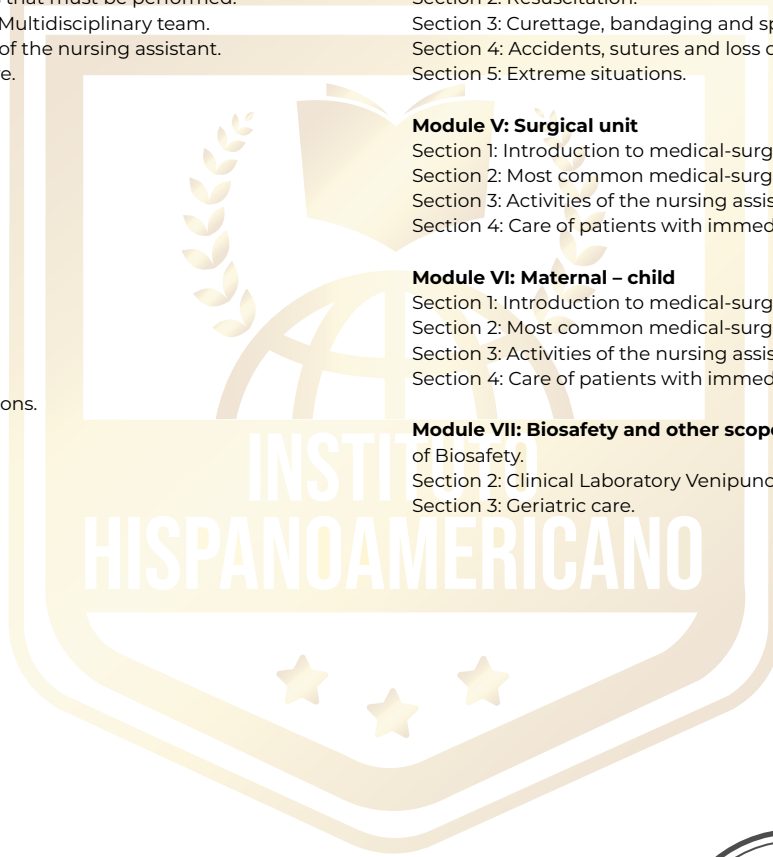 that must be performed.
Multidisciplinary team.
of the nursing assistant.
ons.
Section 2: Resuscitation.
Section 3: Curettage, bandaging and
Section 4: Accidents, sutures and loss
Section 5: Extreme situations.
Module V: Surgical unit
Section 1: Introduction to medical-surg
Section 2: Most common medical-surg
Section 3: Activities of the nursing assis
Section 4: Care of patients with immed
Module VI: Maternal – child
Section 1: Introduction to medical-surg
Section 2: Most common medical-surg
Section 3: Activities of the nursing assis
Section 4: Care of patients with immed
Module VII: Biosafety and other scop
of Biosafety.
Section 2: Clinical Laboratory Venipunc
Section 3: Geriatric care.
INSTITUTO
HISPANOAMERICANO